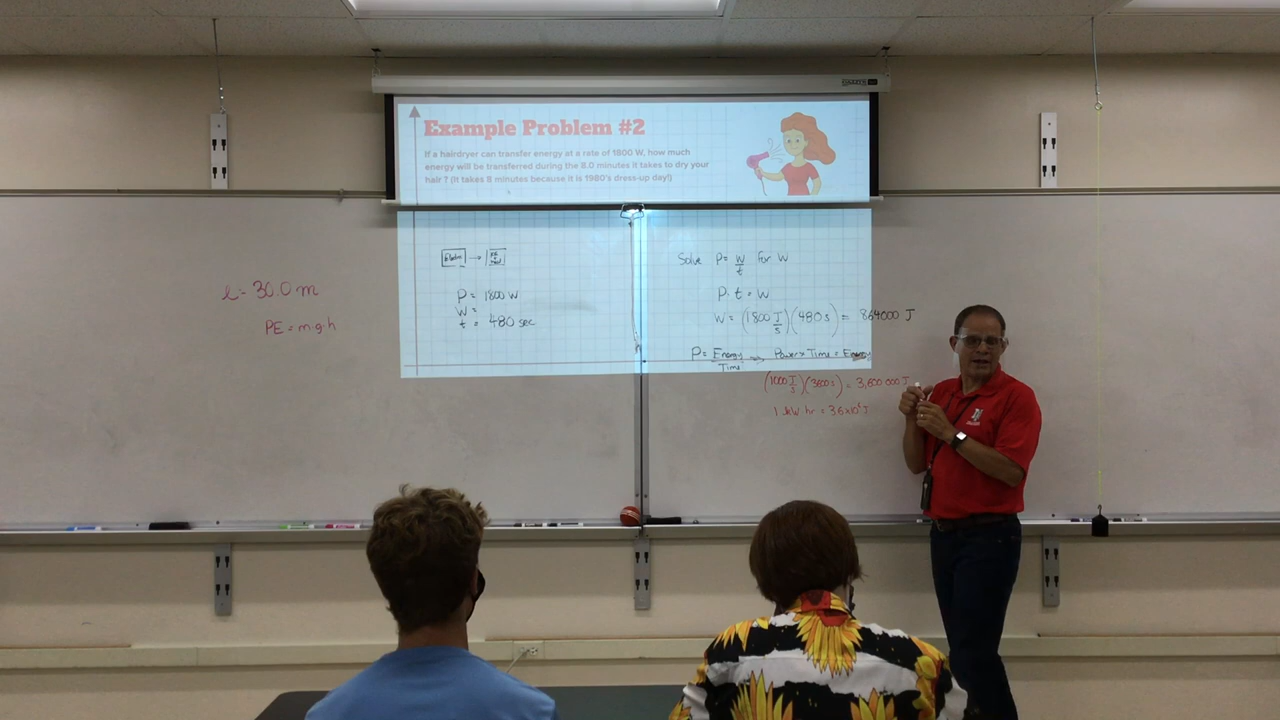 Example Problem #2
If a hairdryer can transfer energy at a rate of 1800 W, how much
energy will be transferred during the 8.0 minutes it takes to dry your
hair ? (It takes 8 minutes because it is 1980's dress-up day!)
P = 1800 W
W =
t = 480 sec
Solve P = W/t for W
P · t = W
W = (1800 J/s)(480 s) = 864000 J
P = Energy/Time → Power × Time = Energy
(1000 J/s)(3600 s) = 3,600 000 J
1 kW hr = 3.6 x 10⁶ J
l = 30.0 m
PE = m·g·h